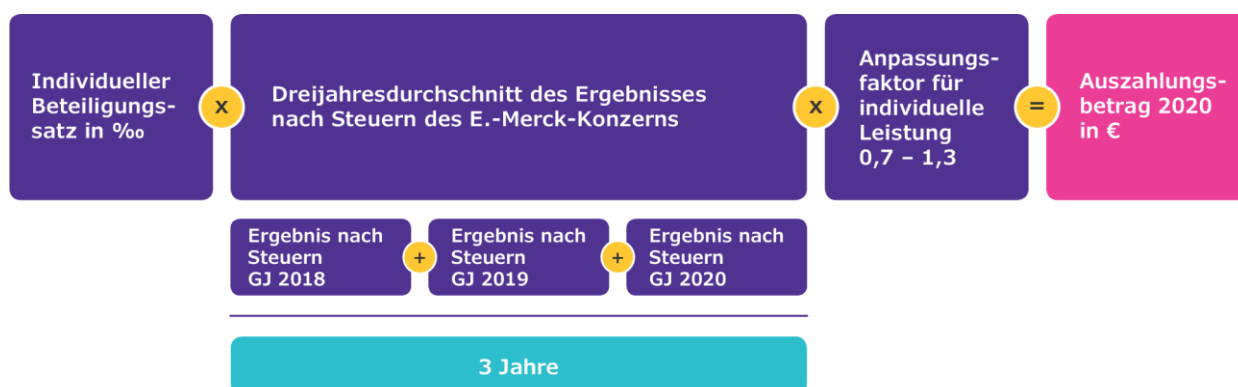 Individueller
Beteiligungs-
satz in ‰
x
Dreijahresdurchschnitt des Ergebnisses
nach Steuern des E.-Merck-Konzerns
x
Anpassungs-
faktor für
individuelle
Leistung
0,7 – 1,3
=
Auszahlungs-
betrag 2020
in €
Ergebnis nach
Steuern
GJ 2018
+
Ergebnis nach
Steuern
GJ 2019
+
Ergebnis nach
Steuern
GJ 2020
3 Jahre